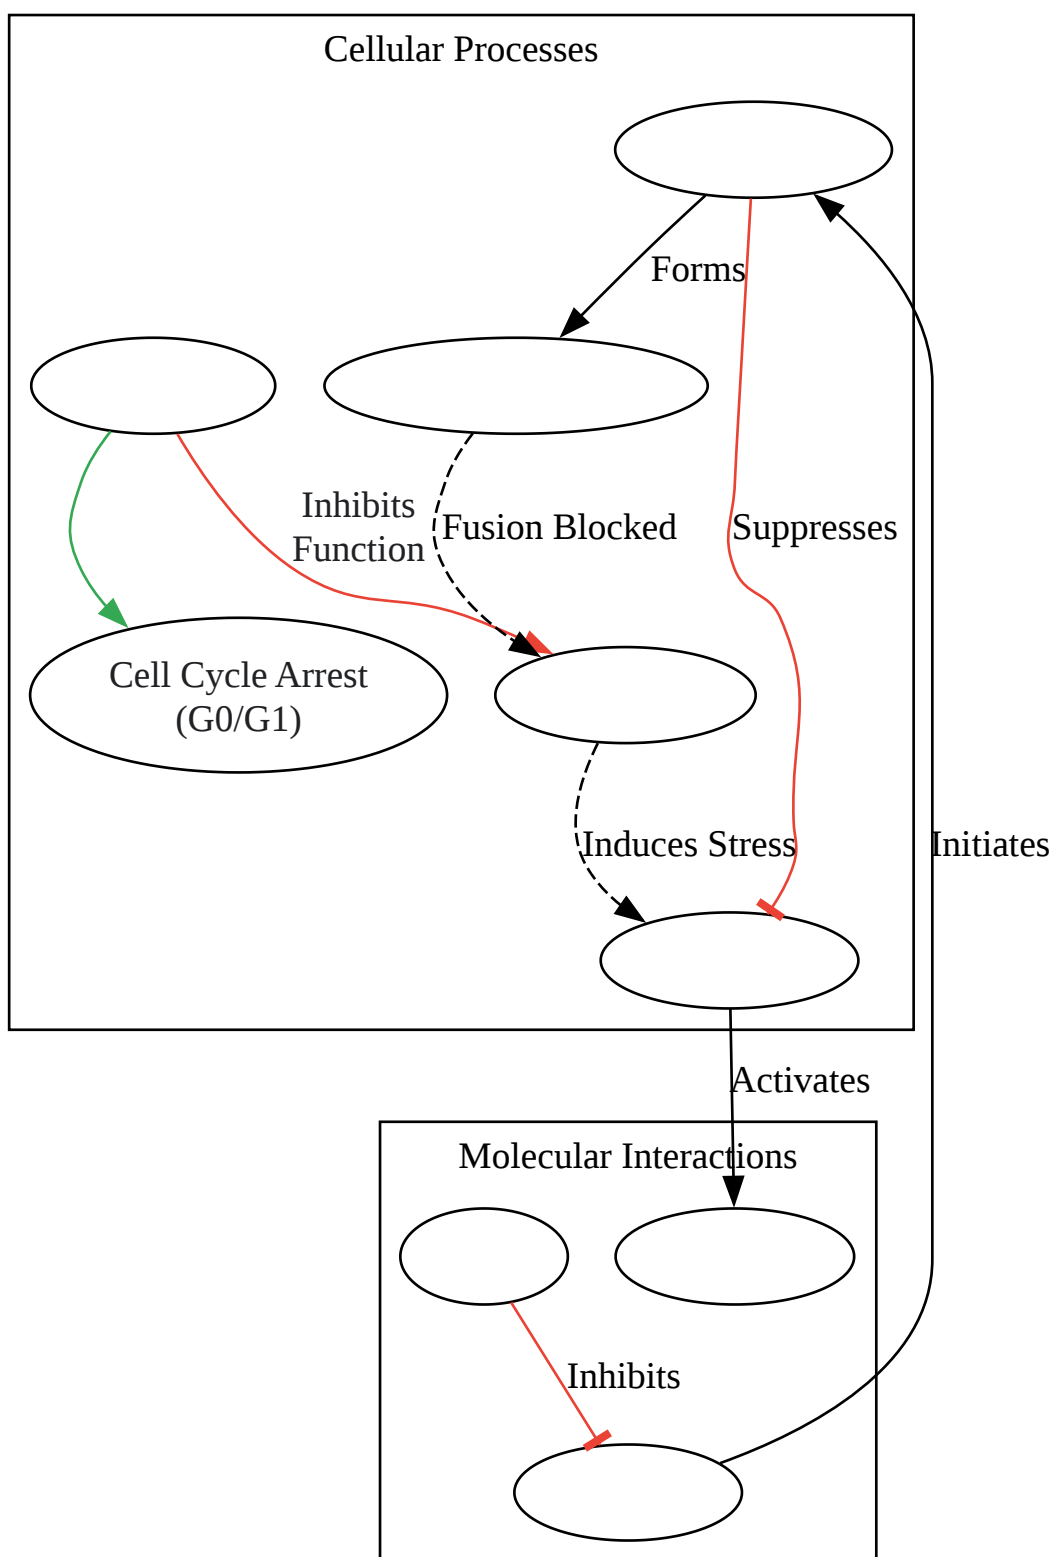 Cellular Processes
Forms
Inhibits
Function
Fusion Blocked
Suppresses
Cell Cycle Arrest
(G0/G1)
Induces Stress
Initiates
Activates
Molecular Interactions
Inhibits